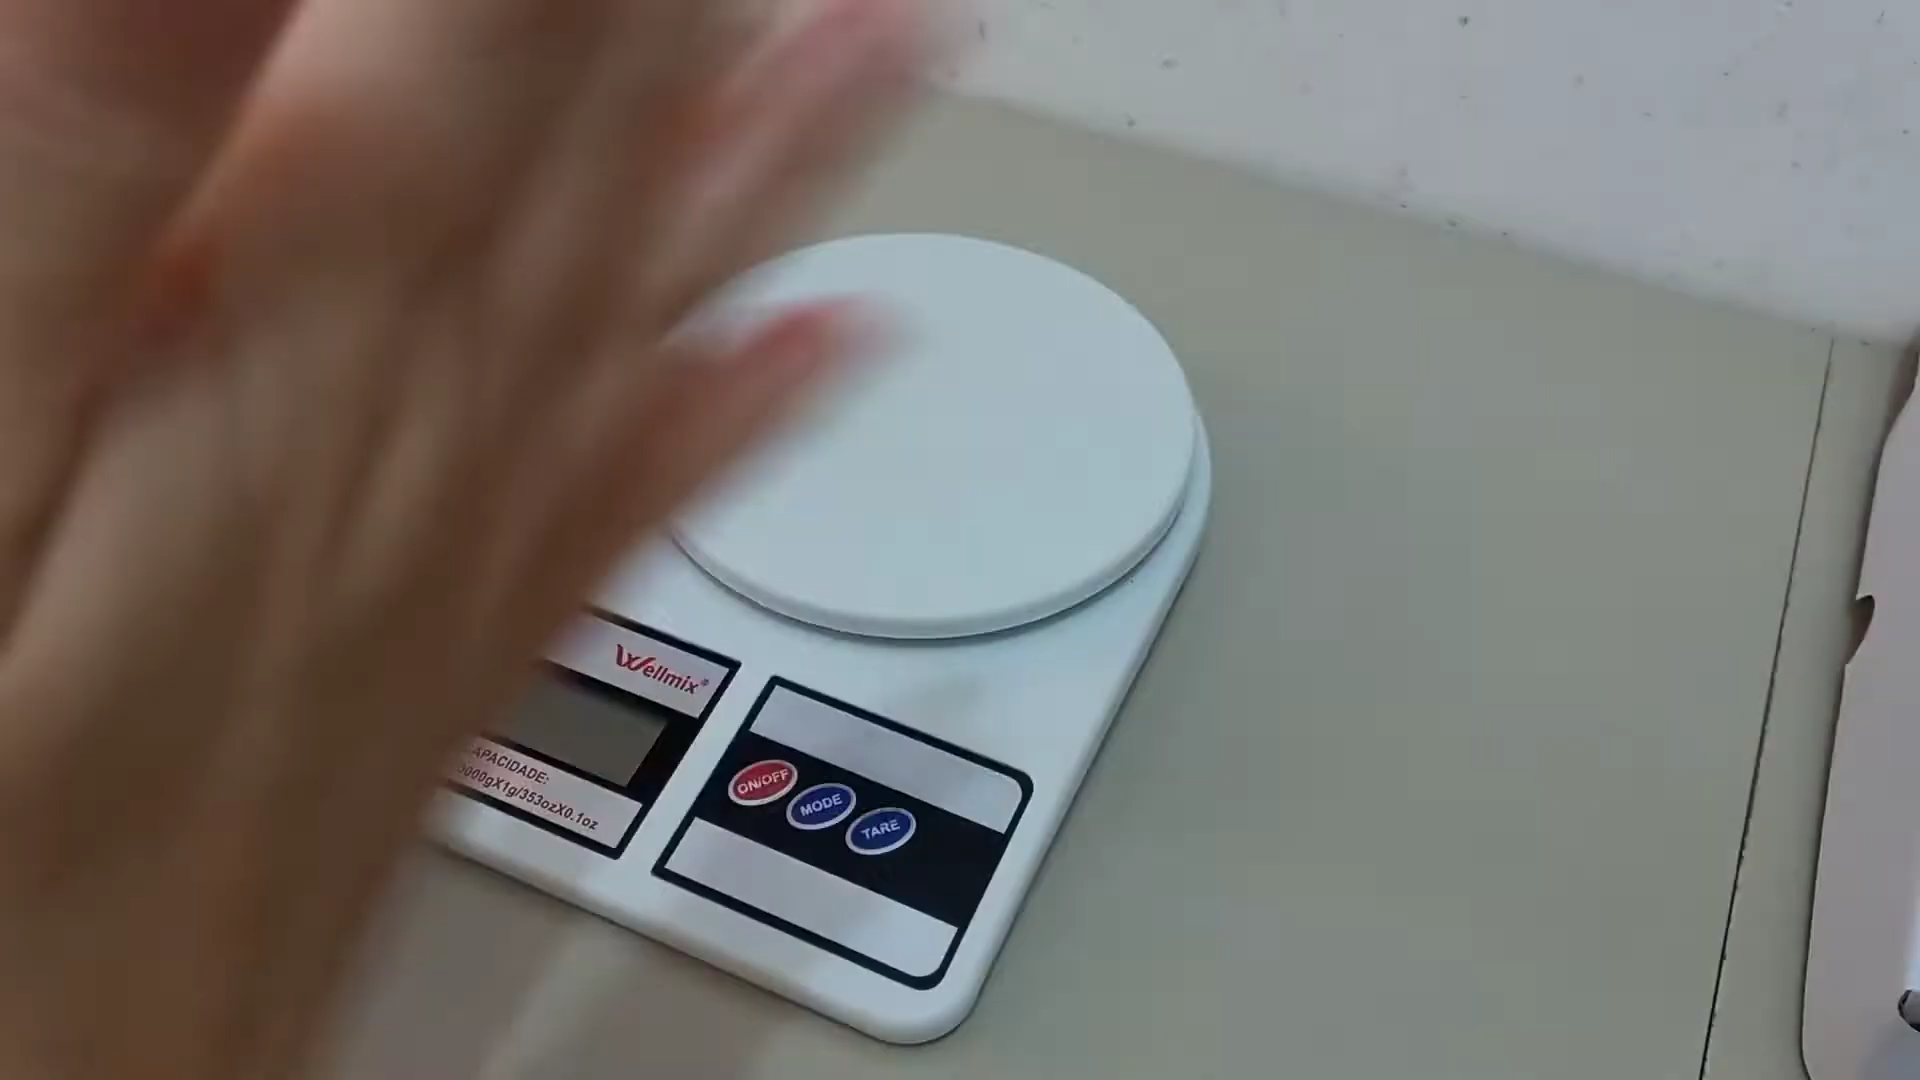 Wellmix®
APACIDADE:
000gX1g/353ozX0.1oz
ON/OFF
MODE
TARE